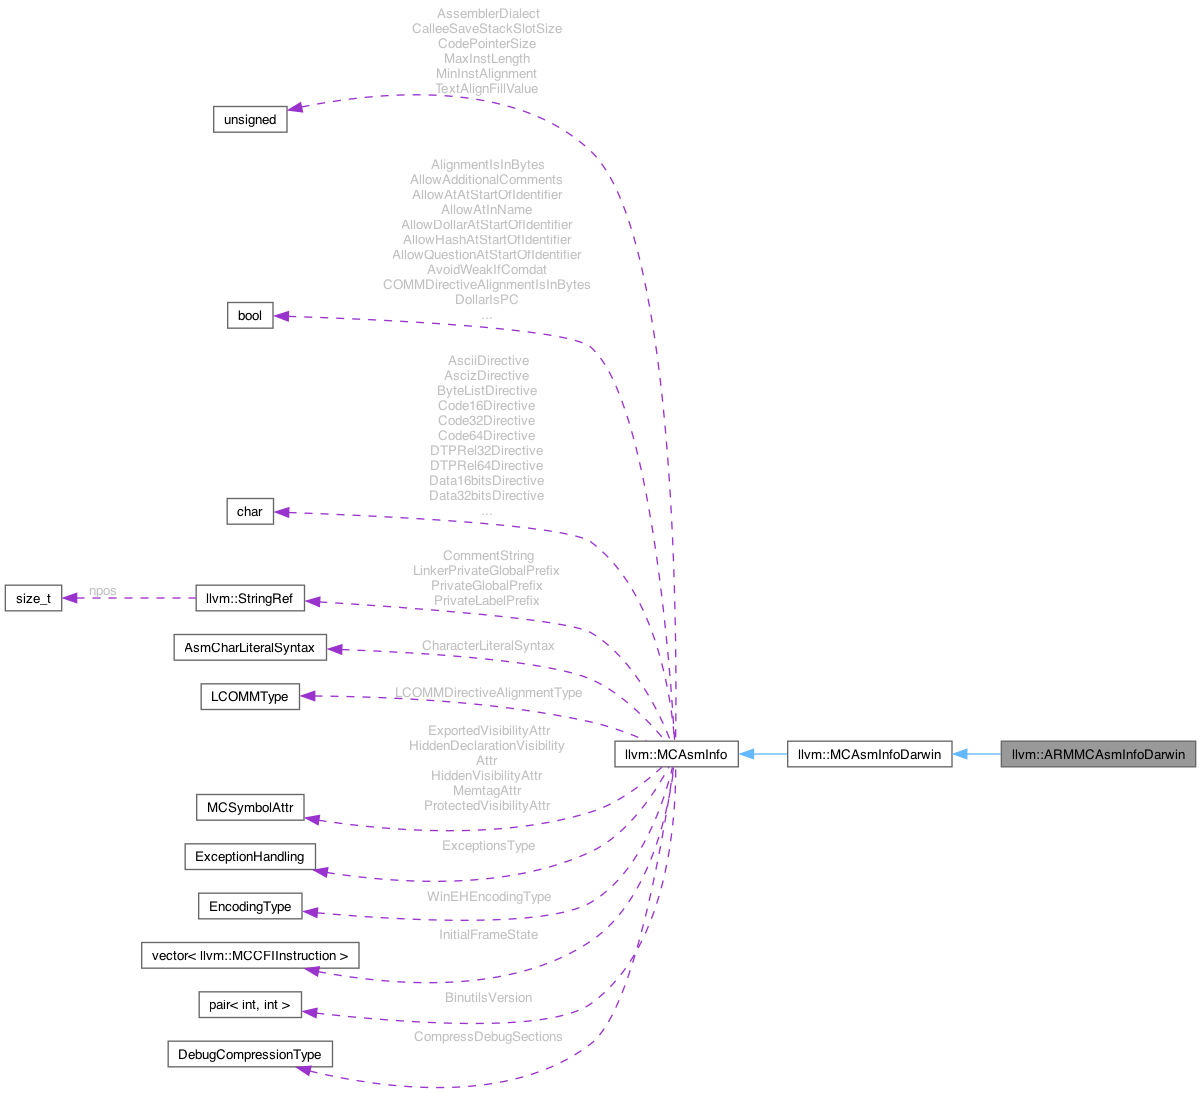 AssemblerDialect
CalleeSaveStackSlotSize
CodePointerSize
MaxInstLength
MinInstAlignment
TextAlignFillValue
unsigned
AlignmentIsInBytes
AllowAdditionalComments
AllowAtAtStartOfIdentifier
AllowAtInName
AllowDollarAtStartOfIdentifier
AllowHashAtStartOfIdentifier
AllowQuestionAtStartOfIdentifier
AvoidWeakIfComdat
COMMDirectiveAlignmentIsInBytes
DollarIsPC
...
bool
AsciiDirective
AscizDirective
ByteListDirective
Code16Directive
Code32Directive
Code64Directive
DTPRel32Directive
DTPRel64Directive
Data16bitsDirective
Data32bitsDirective
...
char
CommentString
LinkerPrivateGlobalPrefix
PrivateGlobalPrefix
PrivateLabelPrefix
size_t
npos
llvm::StringRef
AsmCharLiteralSyntax
CharacterLiteralSyntax
LCOMMType
LCOMMDirectiveAlignmentType
ExportedVisibilityAttr
HiddenDeclarationVisibility
Attr
HiddenVisibilityAttr
MemtagAttr
ProtectedVisibilityAttr
llvm::MCAsmInfo
llvm::MCAsmInfoDarwin
llvm::ARMMCAsmInfoDarwin
MCSymbolAttr
ExceptionsType
ExceptionHandling
WinEHEncodingType
EncodingType
InitialFrameState
vector< llvm::MCCFIInstruction >
BinutilsVersion
pair< int, int >
CompressDebugSections
DebugCompressionType